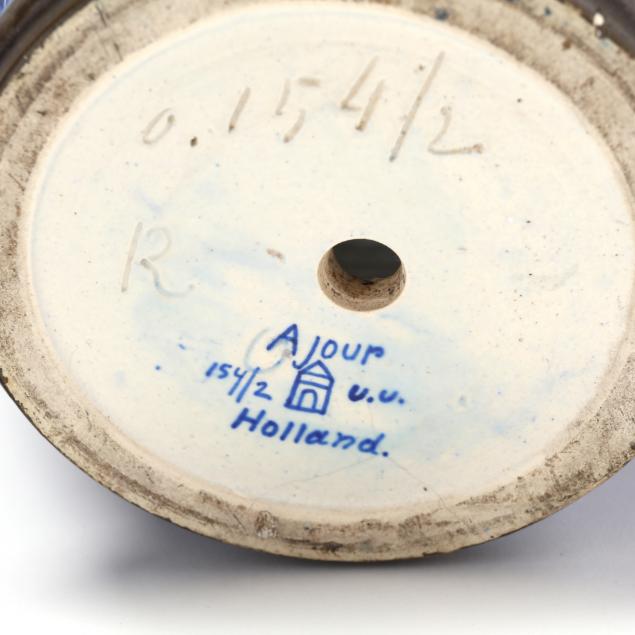 0.154/2
R
Ajour
154/2 u.u.
Holland.